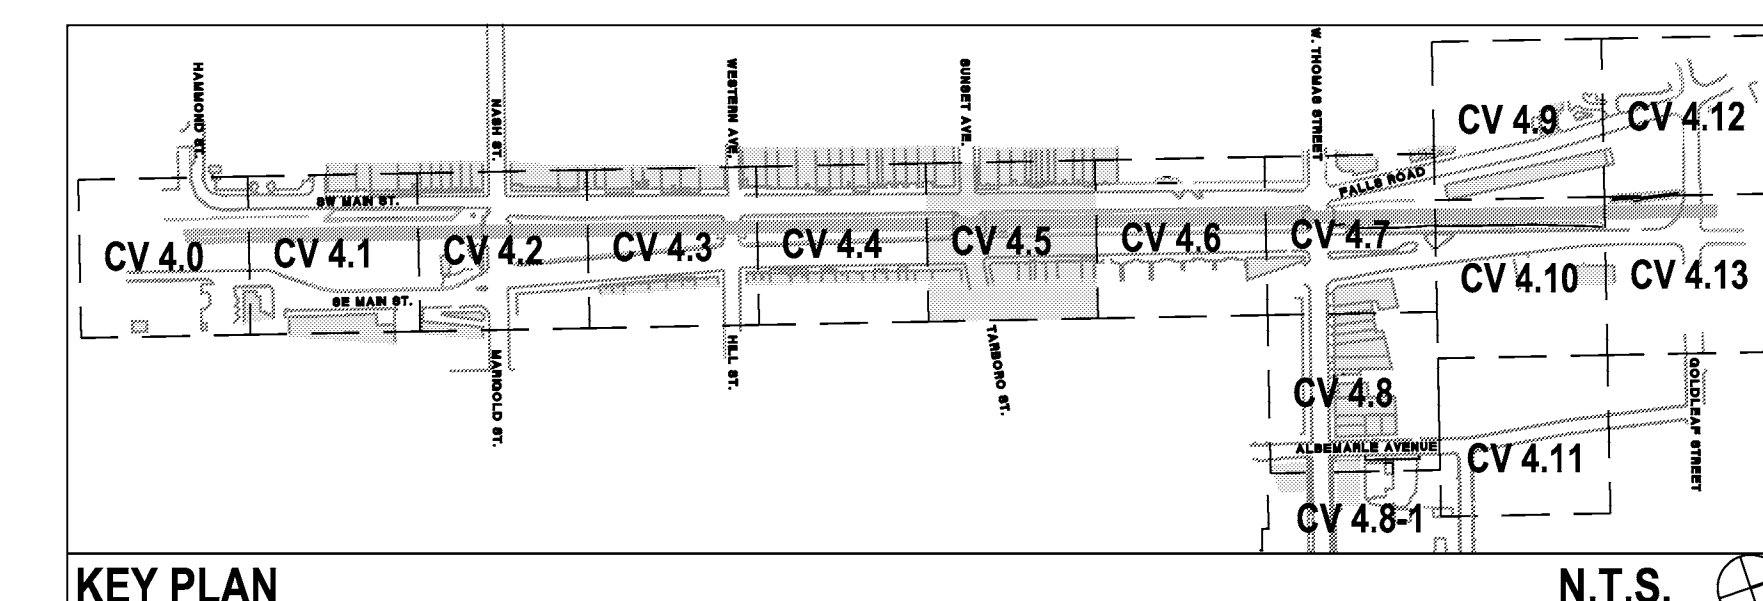 HAMMOND ST.
NASH ST.
WESTERN AVE.
SUNSET AVE.
W. THOMAS STREET
CV 4.9
CV 4.12
FALLS ROAD
SW MAIN ST.
CV 4.0
CV 4.1
CV 4.2
CV 4.3
CV 4.4
CV 4.5
CV 4.6
CV 4.7
CV 4.10
CV 4.13
SE MAIN ST.
MARIGOLD ST.
HILL ST.
TARBORO ST.
CV 4.8
GOLDLEAF STREET
ALBEMARLE AVENUE
CV 4.11
CV 4.8-1
KEY PLAN
N.T.S.